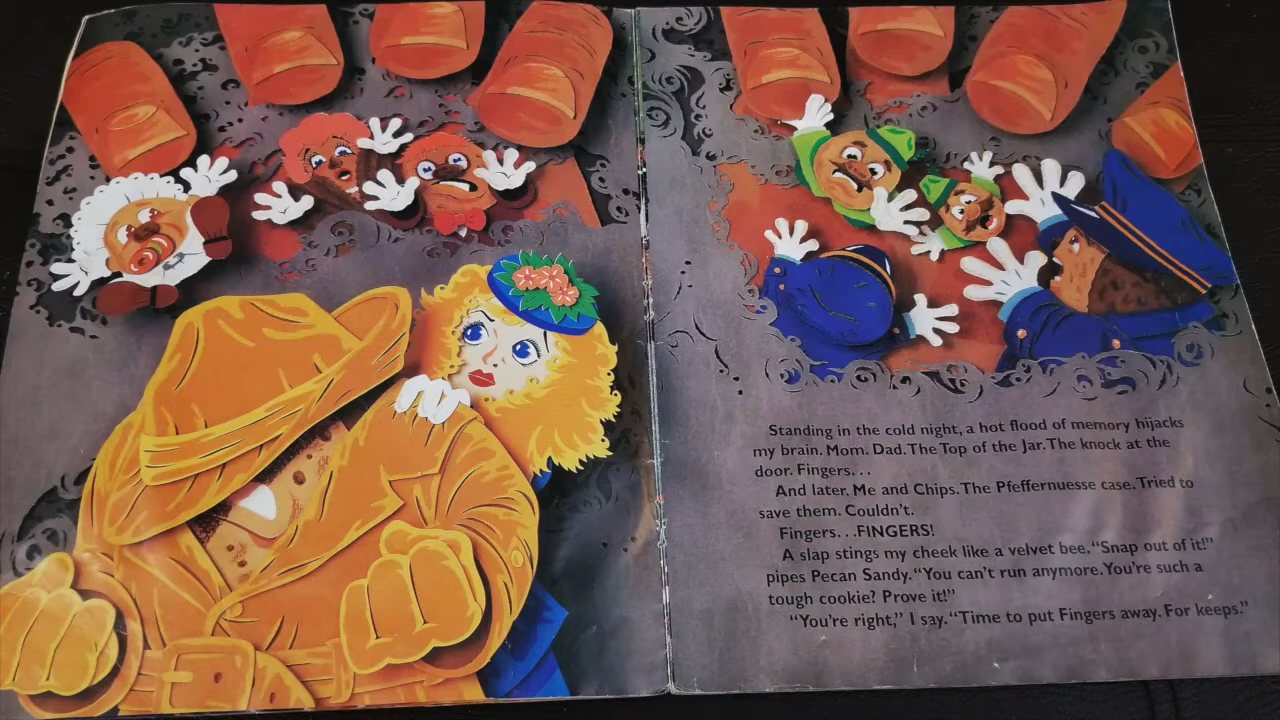 Standing in the cold night, a hot flood of memory hijacks
my brain. Mom. Dad. The Top of the Jar. The knock at the
door. Fingers. . .
And later. Me and Chips. The Pfeffernuesse case. Tried to
save them. Couldn't.
Fingers. . .FINGERS!
A slap stings my cheek like a velvet bee. “Snap out of it!”
pipes Pecan Sandy. “You can't run anymore. You're such a
tough cookie? Prove it!”
“You're right,” I say. “Time to put Fingers away. For keeps.”